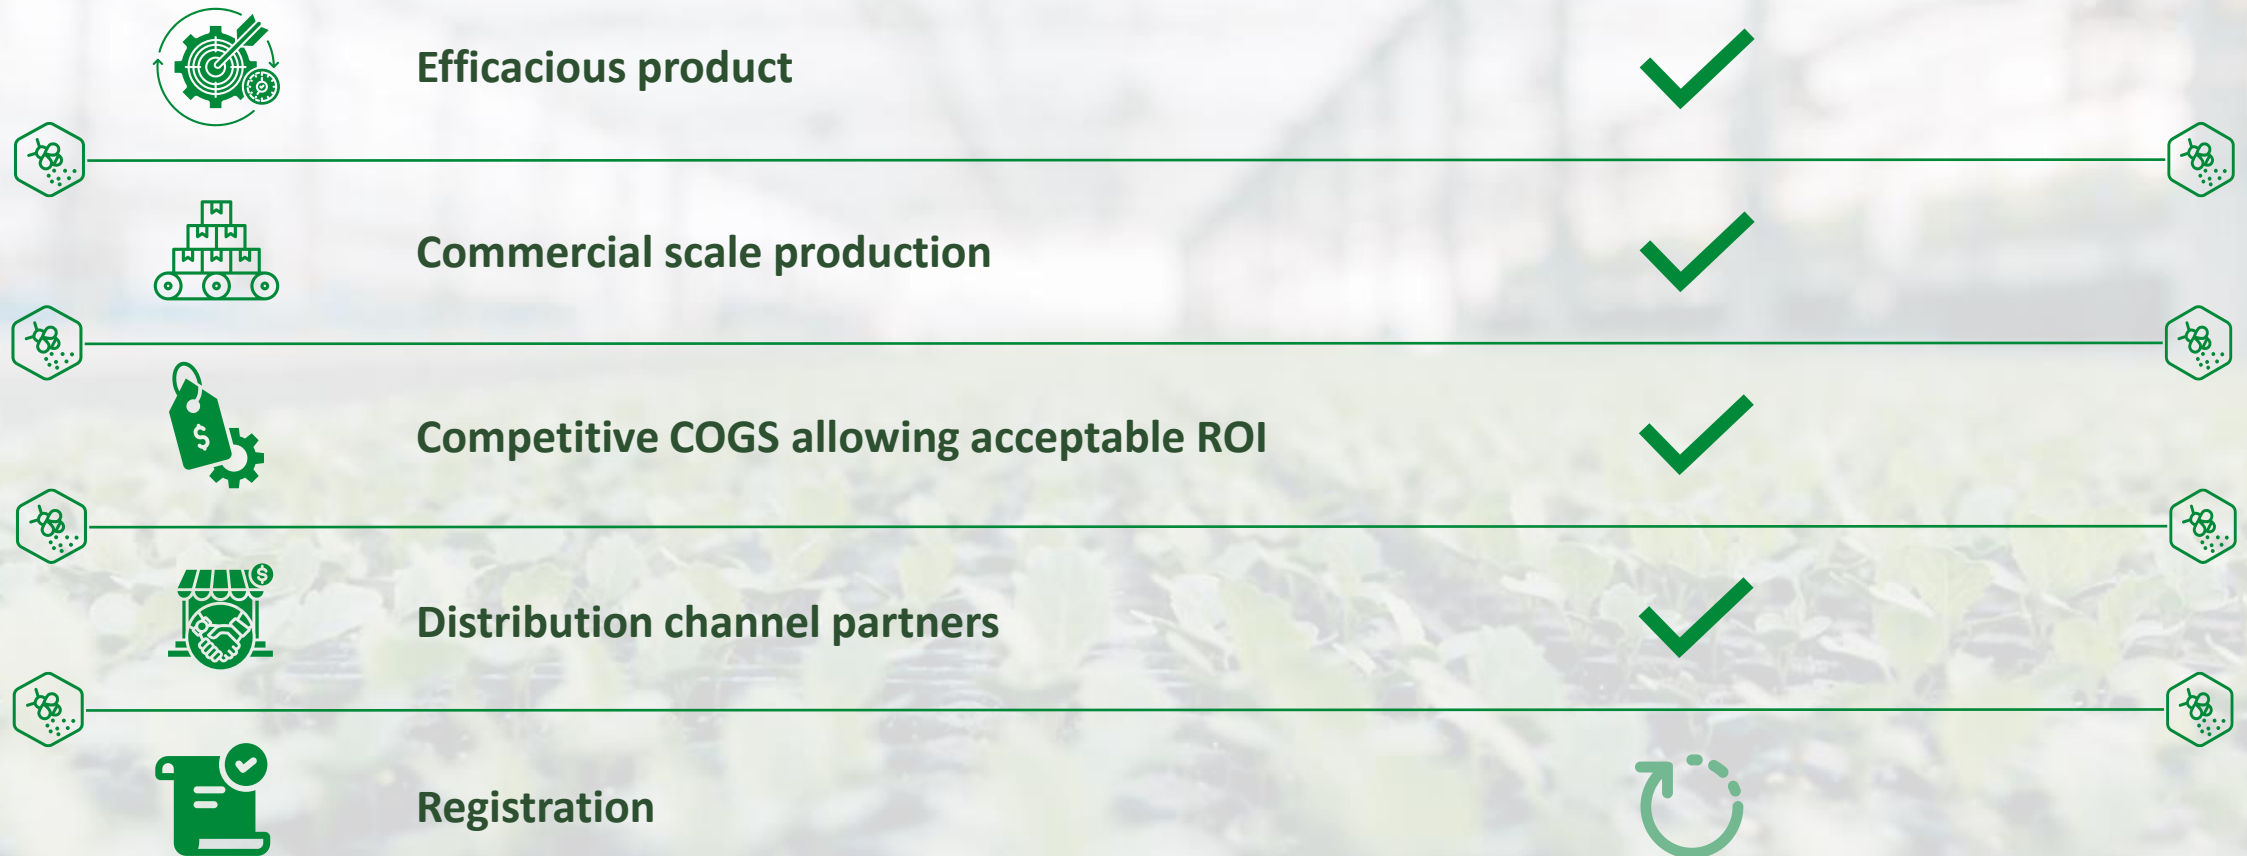 Efficacious product
Commercial scale production
Competitive COGS allowing acceptable ROI
Distribution channel partners
Registration